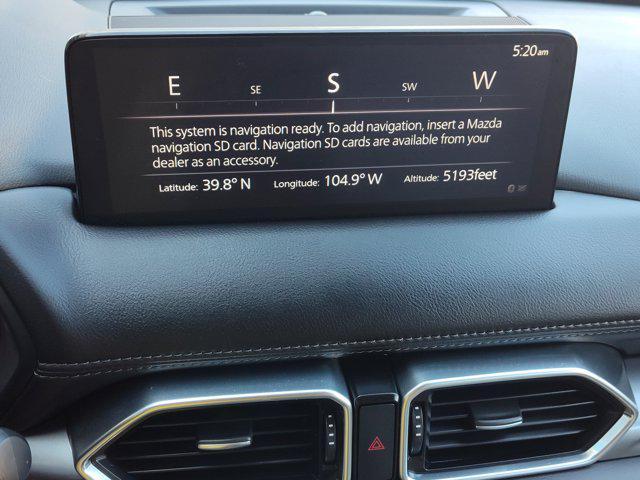 5:20am
E SE S SW W
This system is navigation ready. To add navigation, insert a Mazda
navigation SD card. Navigation SD cards are available from your
dealer as an accessory.
Latitude: 39.8° N Longitude: 104.9° W Altitude: 5193feet